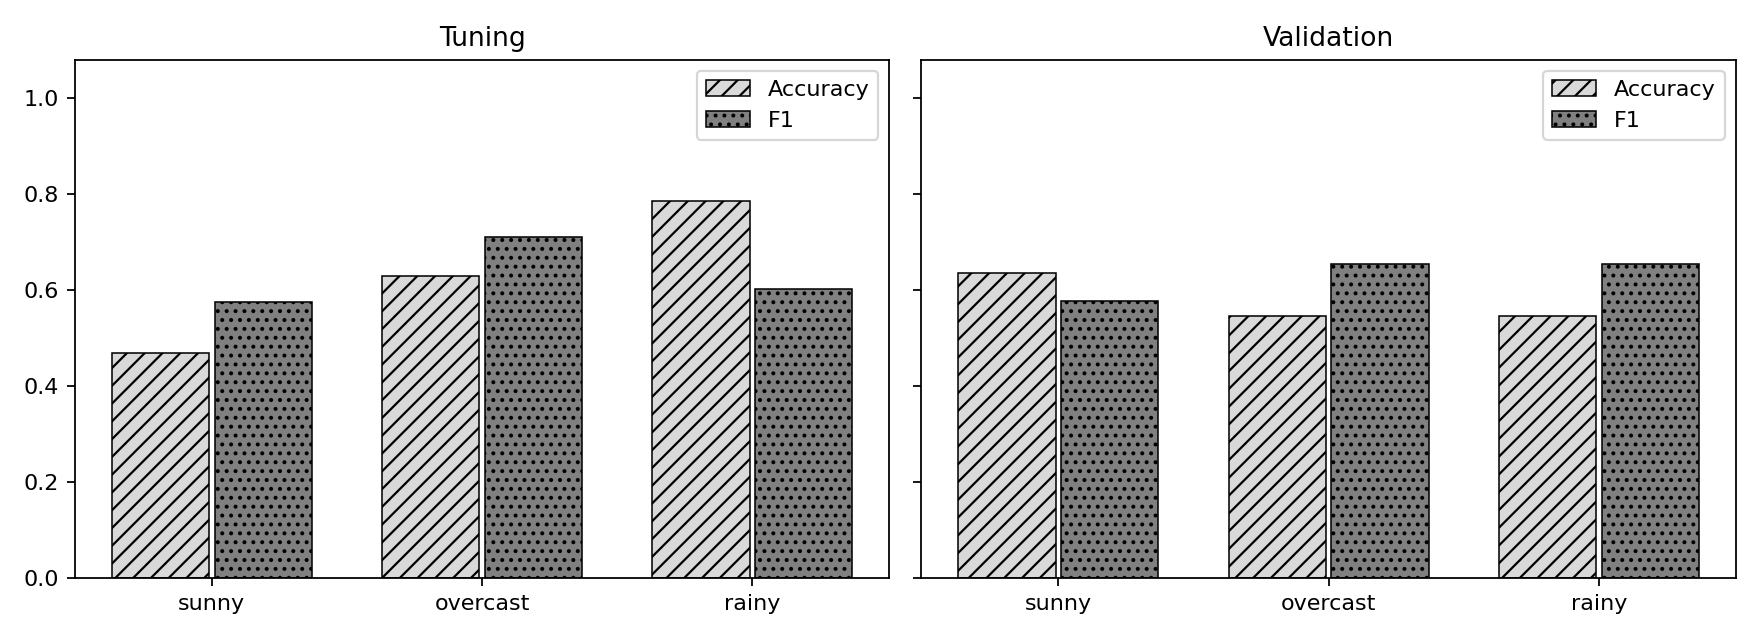 Tuning
Accuracy
F1
1.0
0.8
0.6
0.4
0.2
0.0
sunny overcast rainy
Validation
Accuracy
F1
sunny overcast rainy